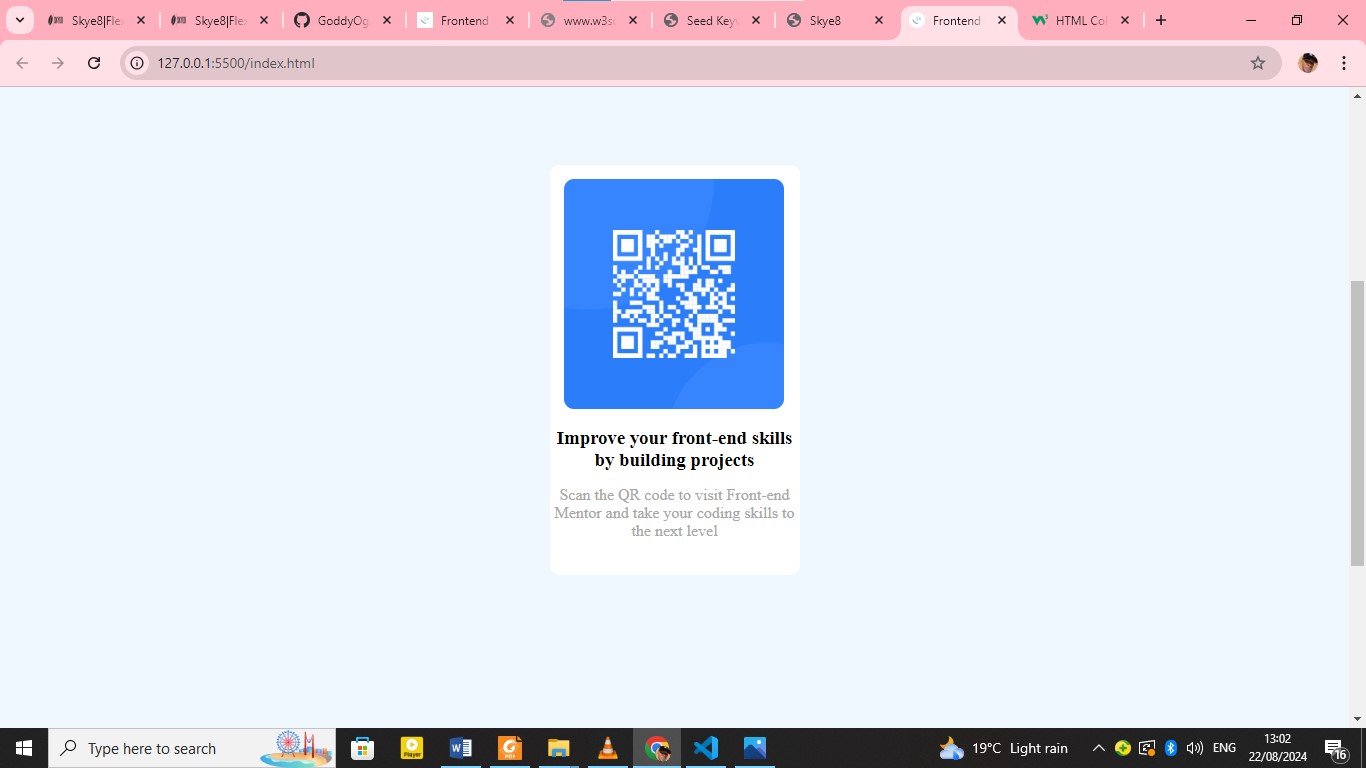 Skye8|Fle
Skye8|Fle
GoddyOg
Frontend
www.w3s
Seed Key
Skye8
Frontend
HTML Col
127.0.0.1:5500/index.html
Improve your front-end skills
by building projects
Scan the QR code to visit Front-end
Mentor and take your coding skills to
the next level
Type here to search
Player
PDF
19°C Light rain
ENG
13:02
22/08/2024
16